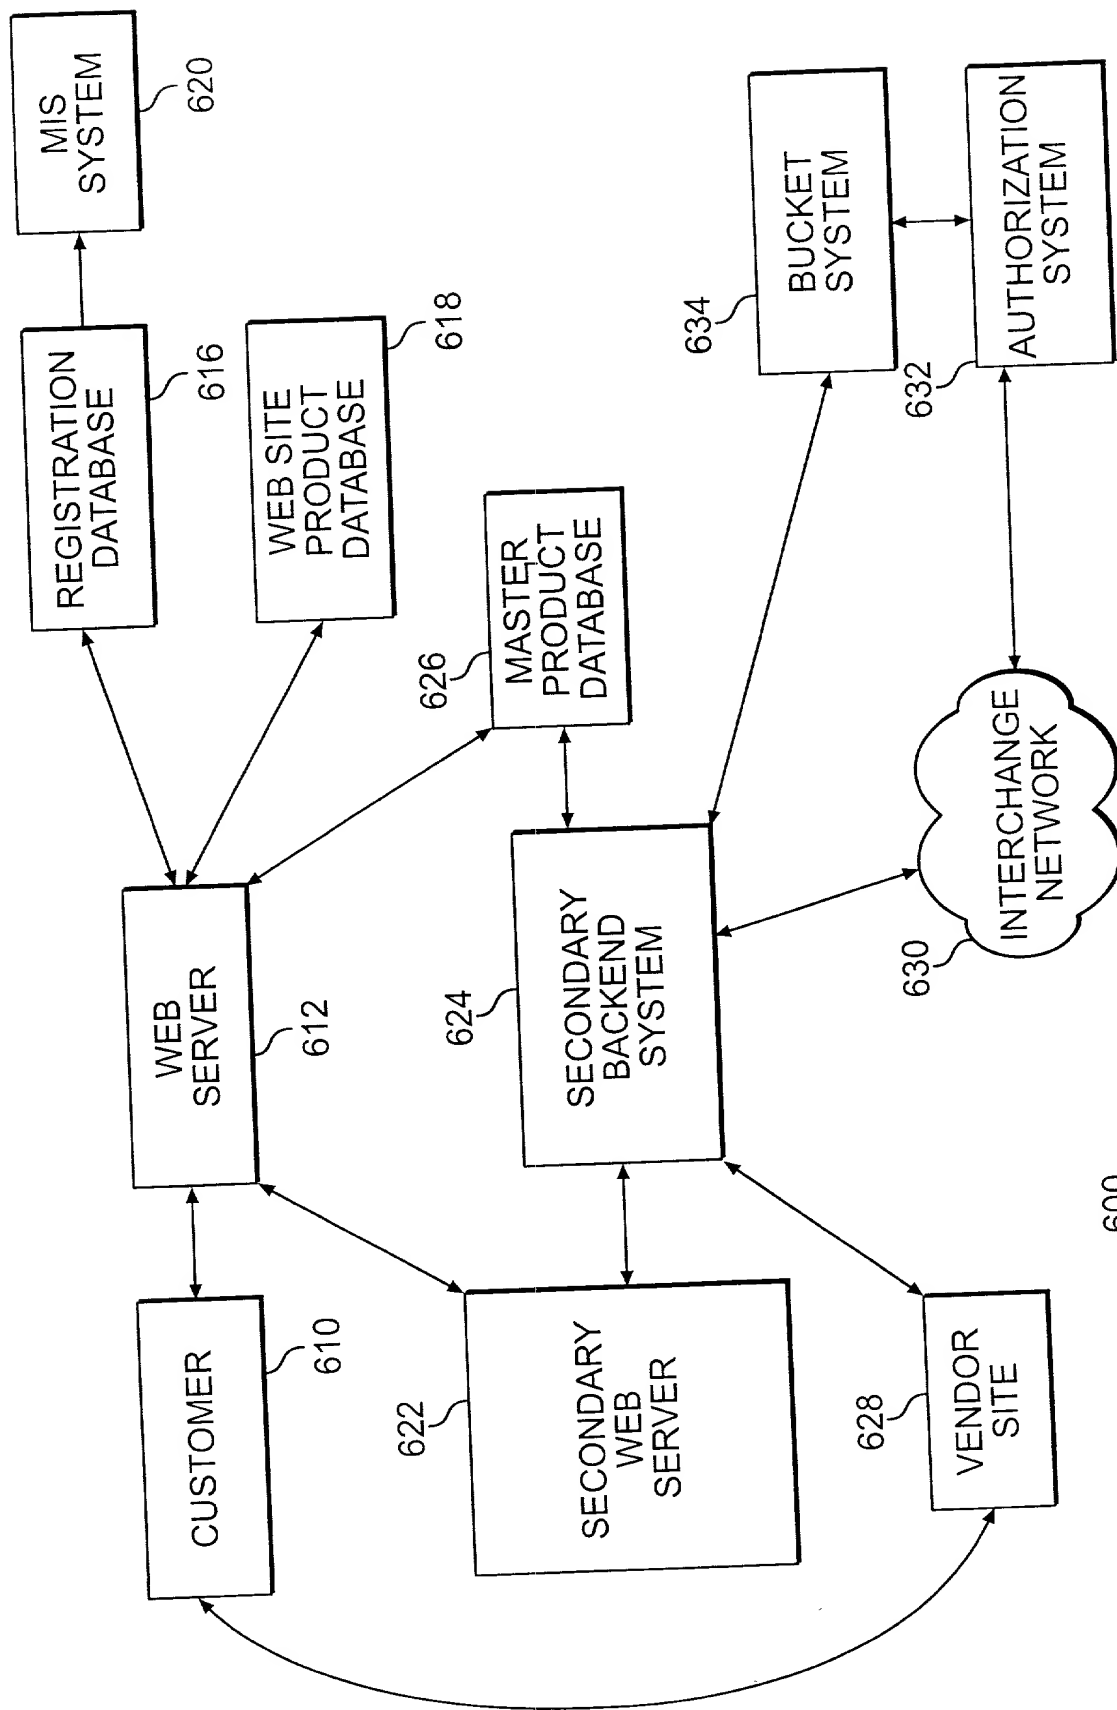 CUSTOMER
610
WEB
SERVER
612
REGISTRATION
DATABASE
616
MIS
SYSTEM
620
WEB SITE
PRODUCT
DATABASE
618
SECONDARY
WEB
SERVER
622
SECONDARY
BACKEND
SYSTEM
624
MASTER
PRODUCT
DATABASE
626
VENDOR
SITE
628
INTERCHANGE
NETWORK
630
BUCKET
SYSTEM
634
AUTHORIZATION
SYSTEM
632
600